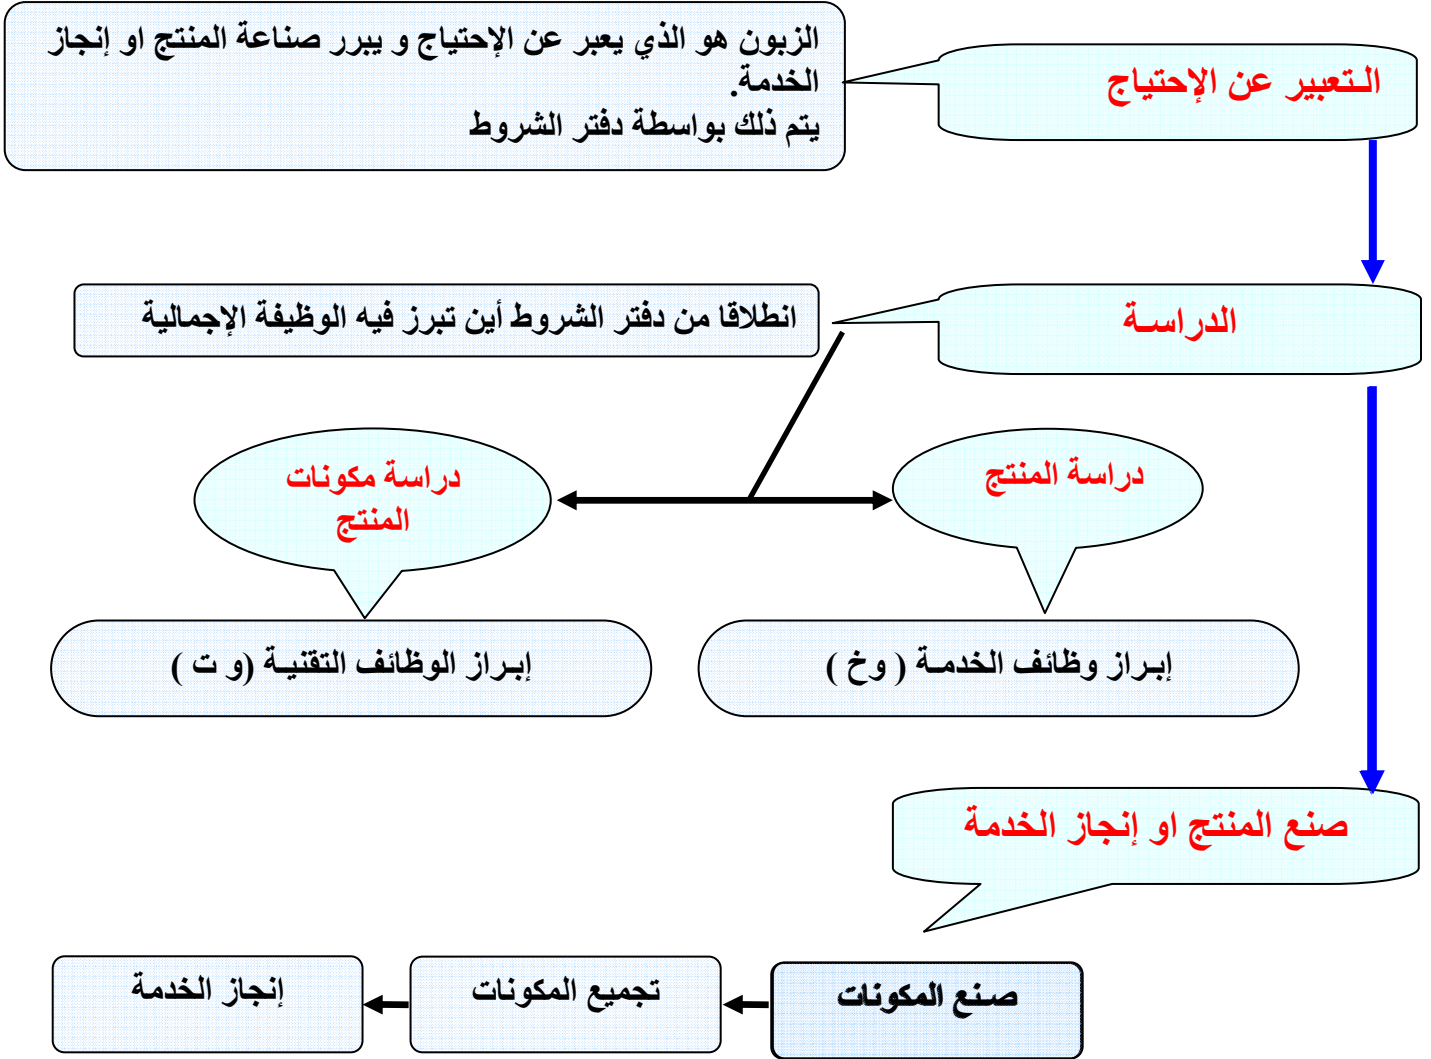 التعبير عن الإحتياج
الزبون هو الذي يعبر عن الإحتياج و يبرر صناعة المنتج او إنجاز
الخدمة.
يتم ذلك بواسطة دفتر الشروط
الدراسة
انطلاقا من دفتر الشروط أين تبرز فيه الوظيفة الإجمالية
دراسة المنتج
دراسة مكونات
المنتج
إبراز وظائف الخدمة ( وخ )
إبراز الوظائف التقنية (و ت )
صنع المنتج او إنجاز الخدمة
صنع المكونات
تجميع المكونات
إنجاز الخدمة